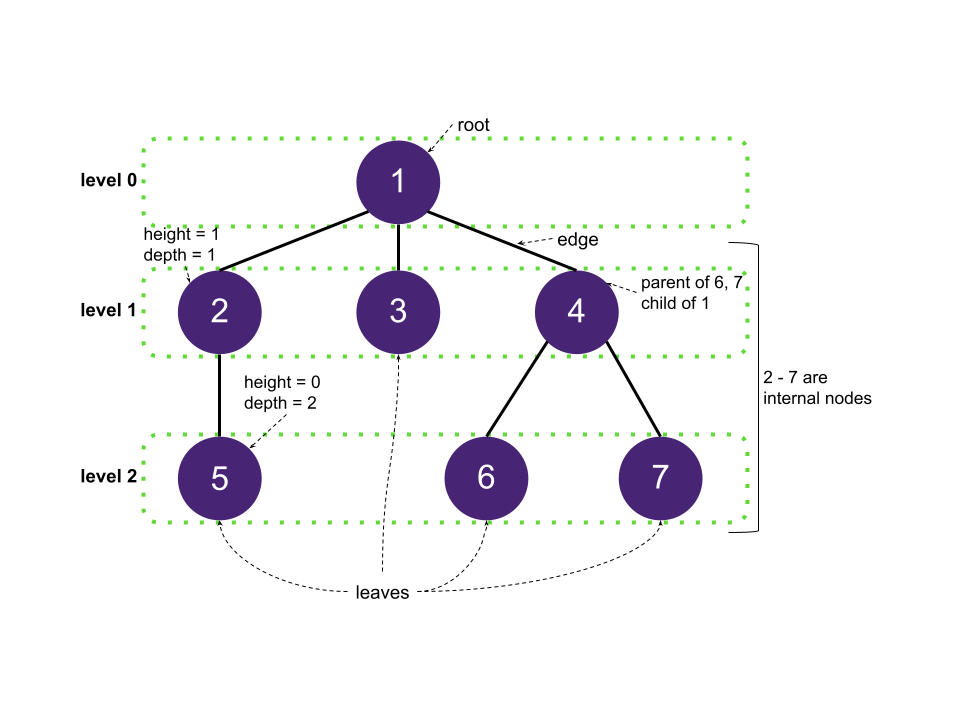 root
level 0
1
height = 1
depth = 1
edge
parent of 6, 7
child of 1
level 1
2
3
4
height = 0
depth = 2
2 - 7 are
internal nodes
level 2
5
6
7
leaves